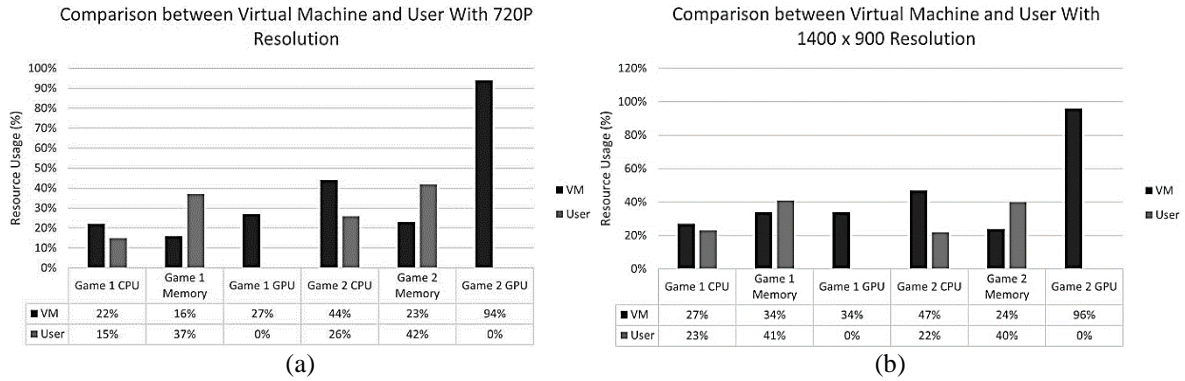 Comparison between Virtual Machine and User With 720P
Resolution
Resource Usage (%)
100%
90%
80%
70%
60%
50%
40%
30%
20%
10%
0%
Game 1 CPU Game 1 Memory Game 1 GPU Game 2 CPU Game 2 Memory Game 2 GPU
VM 22% 16% 27% 44% 23% 94%
User 15% 37% 0% 26% 42% 0%
VM
User
(a)
Comparison between Virtual Machine and User With
1400 x 900 Resolution
Resource Usage (%)
120%
100%
80%
60%
40%
20%
0%
Game 1 CPU Game 1 Memory Game 1 GPU Game 2 CPU Game 2 Memory Game 2 GPU
VM 27% 34% 34% 47% 24% 96%
User 23% 41% 0% 22% 40% 0%
VM
User
(b)